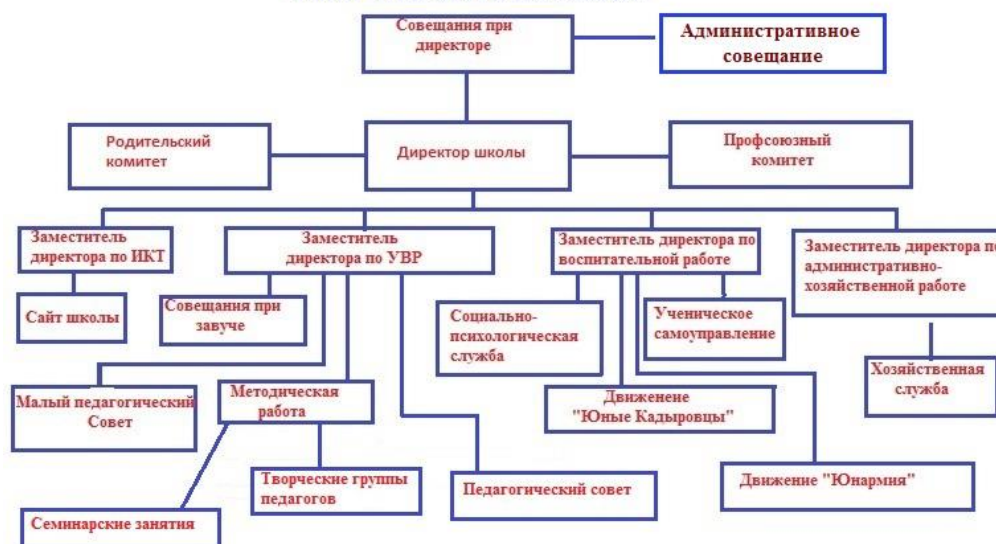 Совещания при
директоре
Административное
совещание
Родительский
комитет
Директор школы
Профсоюзный
комитет
Заместитель
директора по ИКТ
Заместитель
директора по УВР
Заместитель директора по
воспитательной работе
Заместитель директора по
административно-
хозяйственной работе
Сайт школы
Совещания при
завуче
Социально-
психологическая
служба
Ученическое
самоуправление
Хозяйственная
служба
Малый педагогический
Совет
Методическая
работа
Движенеие
"Юные Кадыровцы"
Творческие группы
педагогов
Педагогический совет
Движение "Юнармия"
Семинарские занятия